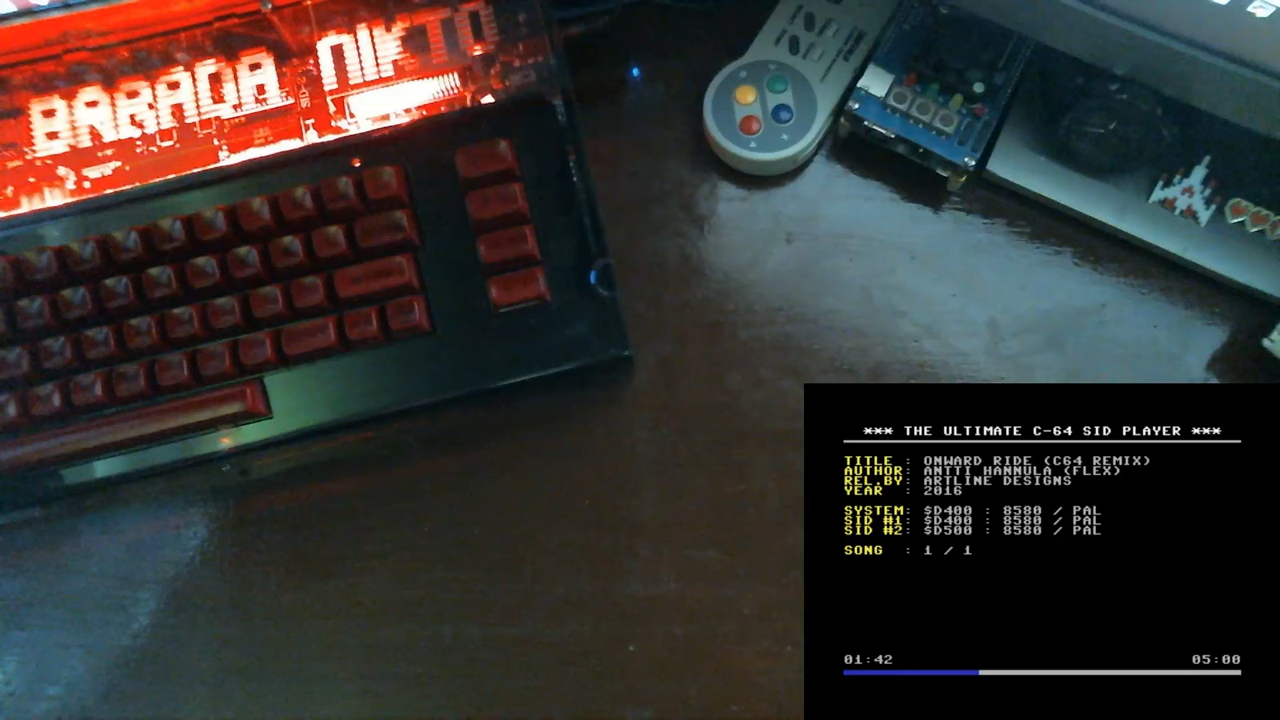 BARADA NIKTO
*** THE ULTIMATE C-64 SID PLAYER ***
TITLE : ONWARD RIDE (C64 REMIX)
AUTHOR: ANTTI HANNULA (FLEX)
REL.BY: ARTLINE DESIGNS
YEAR : 2016
SYSTEM: $D400 : 8580 / PAL
SID #1: $D400 : 8580 / PAL
SID #2: $D500 : 8580 / PAL
SONG : 1 / 1
01:42 05:00